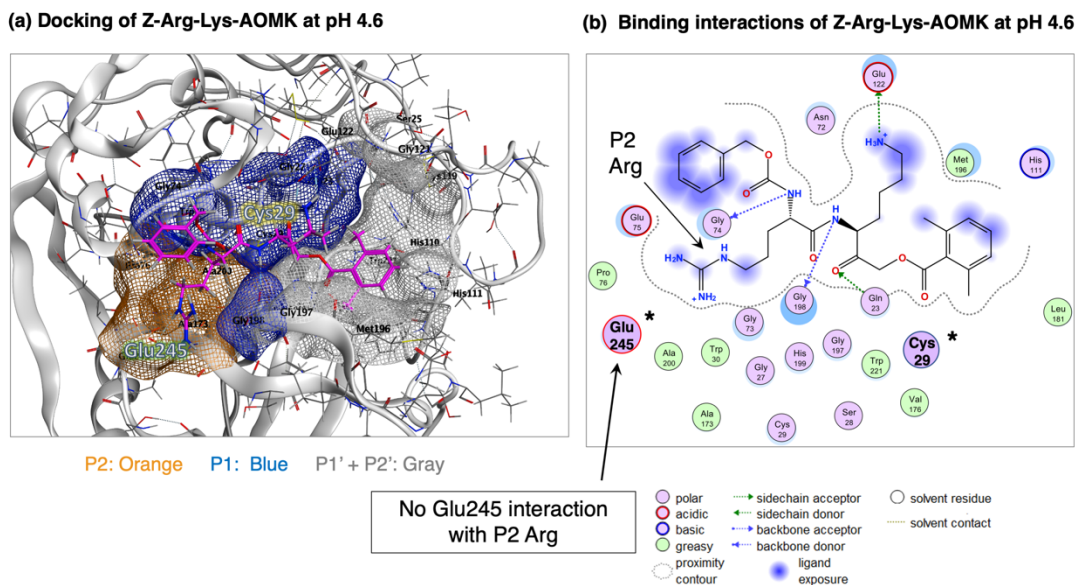 (a) Docking of Z-Arg-Lys-AOMK at pH 4.6
Glu122
Ser25
Gly121
Cys29
His110
His111
Gly197
Gly198
Met196
Ala173
Glu245
P2: Orange P1: Blue P1' + P2': Gray
(b) Binding interactions of Z-Arg-Lys-AOMK at pH 4.6
P2
Arg
Glu
122
Asn
72
H₃N⁺
Met
196
His
111
O
O
NH
Gly
74
Glu
75
H
N
O
O
O
O
H
N
H₂N
⁺NH₂
Pro
76
Glu
245
*
Gly
73
Gly
198
Gln
23
Leu
181
Ala
200
Trp
30
Gly
27
His
199
Gly
197
Trp
221
Cys
29
*
Ala
173
Cys
29
Ser
28
Val
176
No Glu245 interaction
with P2 Arg
polar
acidic
basic
greasy
proximity
contour
sidechain acceptor
sidechain donor
backbone acceptor
backbone donor
ligand
exposure
solvent residue
solvent contact